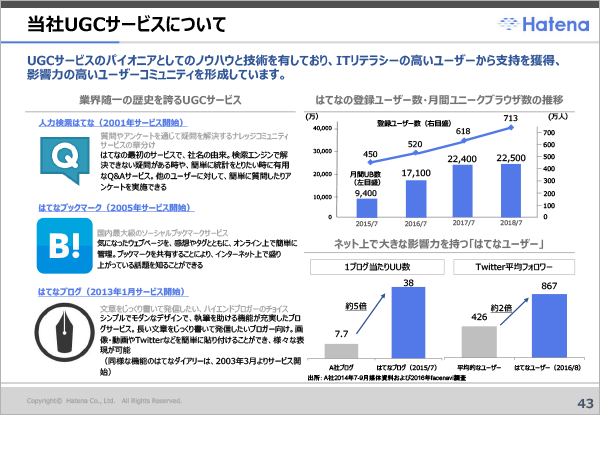 当社UGCサービスについて
Hatena
UGCサービスのパイオニアとしてのノウハウと技術を有しており、ITリテラシーの高いユーザーから支持を獲得、
影響力の高いユーザーコミュニティを形成しています。
業界随一の歴史を誇るUGCサービス
人力検索はてな（2001年サービス開始）
質問やアンケートを通じて疑問を解決するナレッジコミュニティ
サービスの草分け
はてなの最初のサービスで、社名の由来。検索エンジンで解
決できない疑問がある時や、簡単に統計をとりたい時に有用
なQ&Aサービス。他のユーザーに対して、簡単に質問したりア
ンケートを実施できる
Q
はてなブックマーク（2005年サービス開始）
B!
国内最大級のソーシャルブックマークサービス
気になったウェブページを、感想やタグとともに、オンライン上で簡単に
管理。ブックマークを共有することにより、インターネット上で盛り
上がっている話題を知ることができる
はてなブログ（2013年1月サービス開始）
文章をじっくり書いて発信したい、ハイエンドブロガーのチョイス
シンプルでモダンなデザインで、執筆を助ける機能が充実したブロ
グサービス。長い文章をじっくり書いて発信したいブロガー向け。画
像・動画やTwitterなどを簡単に貼り付けることができ、様々な表
現が可能
（同様な機能のはてなダイアリーは、2003年3月よりサービス開
始）
はてなの登録ユーザー数・月間ユニークブラウザ数の推移
(万)
(万人)
登録ユーザー数（右目盛）
月間UB数
（左目盛）
40,000
30,000
20,000
10,000
0
700
600
500
400
300
200
100
0
450
520
618
713
9,400
17,100
22,400
22,500
2015/7
2016/7
2017/7
2018/7
ネット上で大きな影響力を持つ「はてなユーザー」
1ブログ当たりUU数
7.7
約5倍
38
A社ブログ
はてなブログ（2015/7）
Twitter平均フォロワー
426
約2倍
867
平均的なユーザー
はてなユーザー（2016/8）
出所：A社2014年7-9月媒体資料および2016年facenavi調査
Copyright© Hatena Co., Ltd. All Rights Reserved.
43